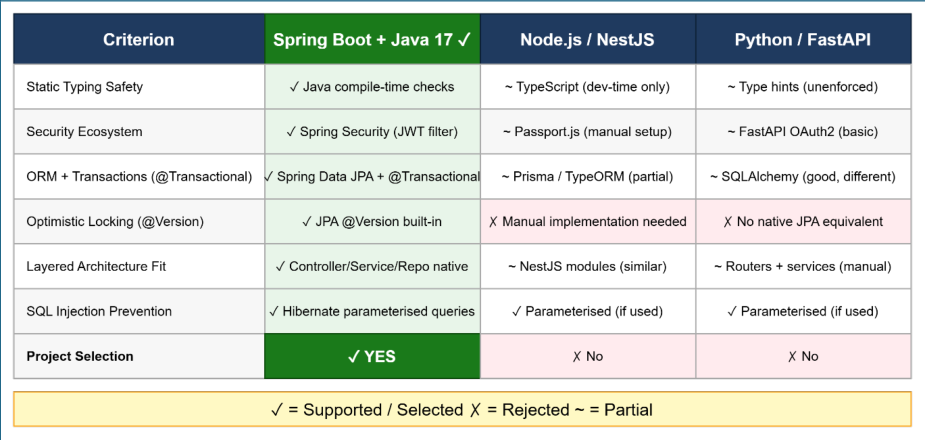 Criterion Spring Boot + Java 17 ✓ Node.js / NestJS Python / FastAPI
Static Typing Safety ✓ Java compile-time checks ~ TypeScript (dev-time only) ~ Type hints (unenforced)
Security Ecosystem ✓ Spring Security (JWT filter) ~ Passport.js (manual setup) ~ FastAPI OAuth2 (basic)
ORM + Transactions (@Transactional) ✓ Spring Data JPA + @Transactional ~ Prisma / TypeORM (partial) ~ SQLAlchemy (good, different)
Optimistic Locking (@Version) ✓ JPA @Version built-in ✗ Manual implementation needed ✗ No native JPA equivalent
Layered Architecture Fit ✓ Controller/Service/Repo native ~ NestJS modules (similar) ~ Routers + services (manual)
SQL Injection Prevention ✓ Hibernate parameterised queries ✓ Parameterised (if used) ✓ Parameterised (if used)
Project Selection ✓ YES ✗ No ✗ No
✓ = Supported / Selected ✗ = Rejected ~ = Partial